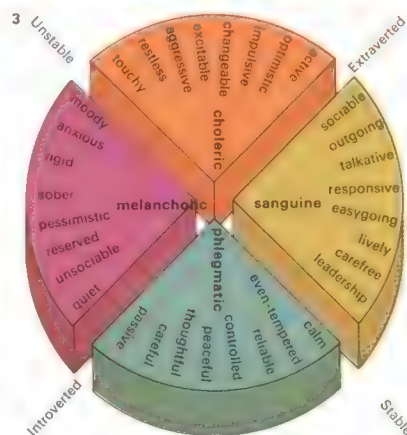 3
Unstable
Extraverted
touchy
restless
aggressive
excitable
changeable
impulsive
optimistic
active
choleric
moody
anxious
rigid
sober
pessimistic
reserved
unsociable
quiet
melancholic
sociable
outgoing
talkative
responsive
easygoing
lively
carefree
leadership
sanguine
phlegmatic
passive
careful
thoughtful
peaceful
controlled
reliable
even-tempered
calm
Introverted
Stable